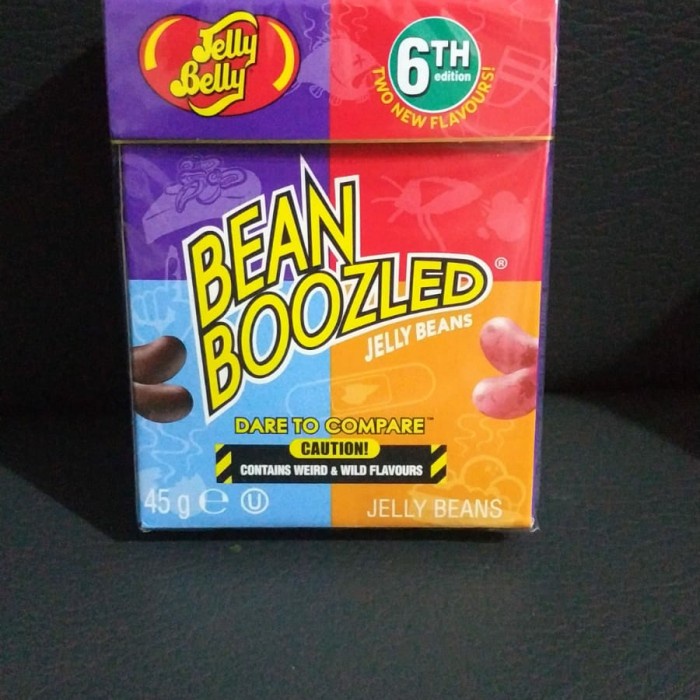 Jelly
Belly
6TH
edition
TWO NEW FLAVOURS!
BEAN
BOOZLED®
JELLY BEANS
DARE TO COMPARE™
CAUTION!
CONTAINS WEIRD & WILD FLAVOURS
45 g ℮ U
JELLY BEANS